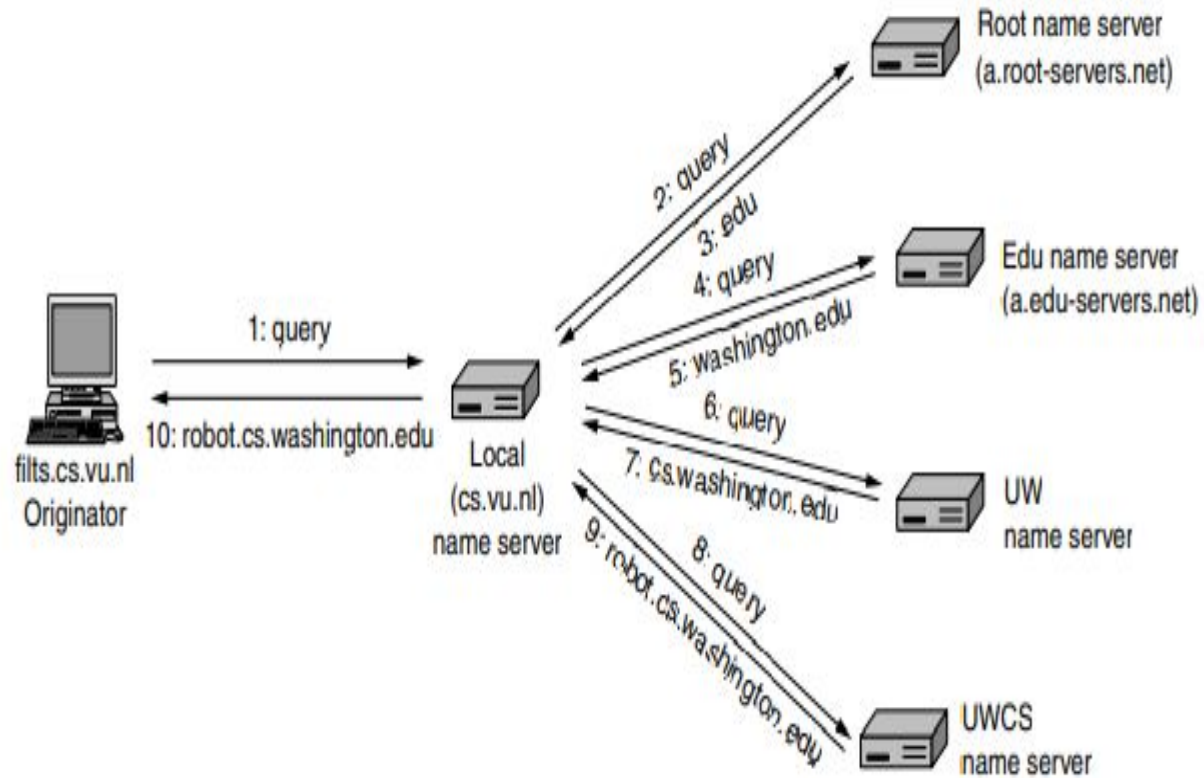 Root name server
(a.root-servers.net)
2: query
3: edu
4: query
Edu name server
(a.edu-servers.net)
5: washington.edu
1: query
6: query
10: robot.cs.washington.edu
7: cs.washington.edu
filts.cs.vu.nl
Originator
Local
(cs.vu.nl)
name server
UW
name server
8: query
9: robot.cs.washington.edu
UWCS
name server